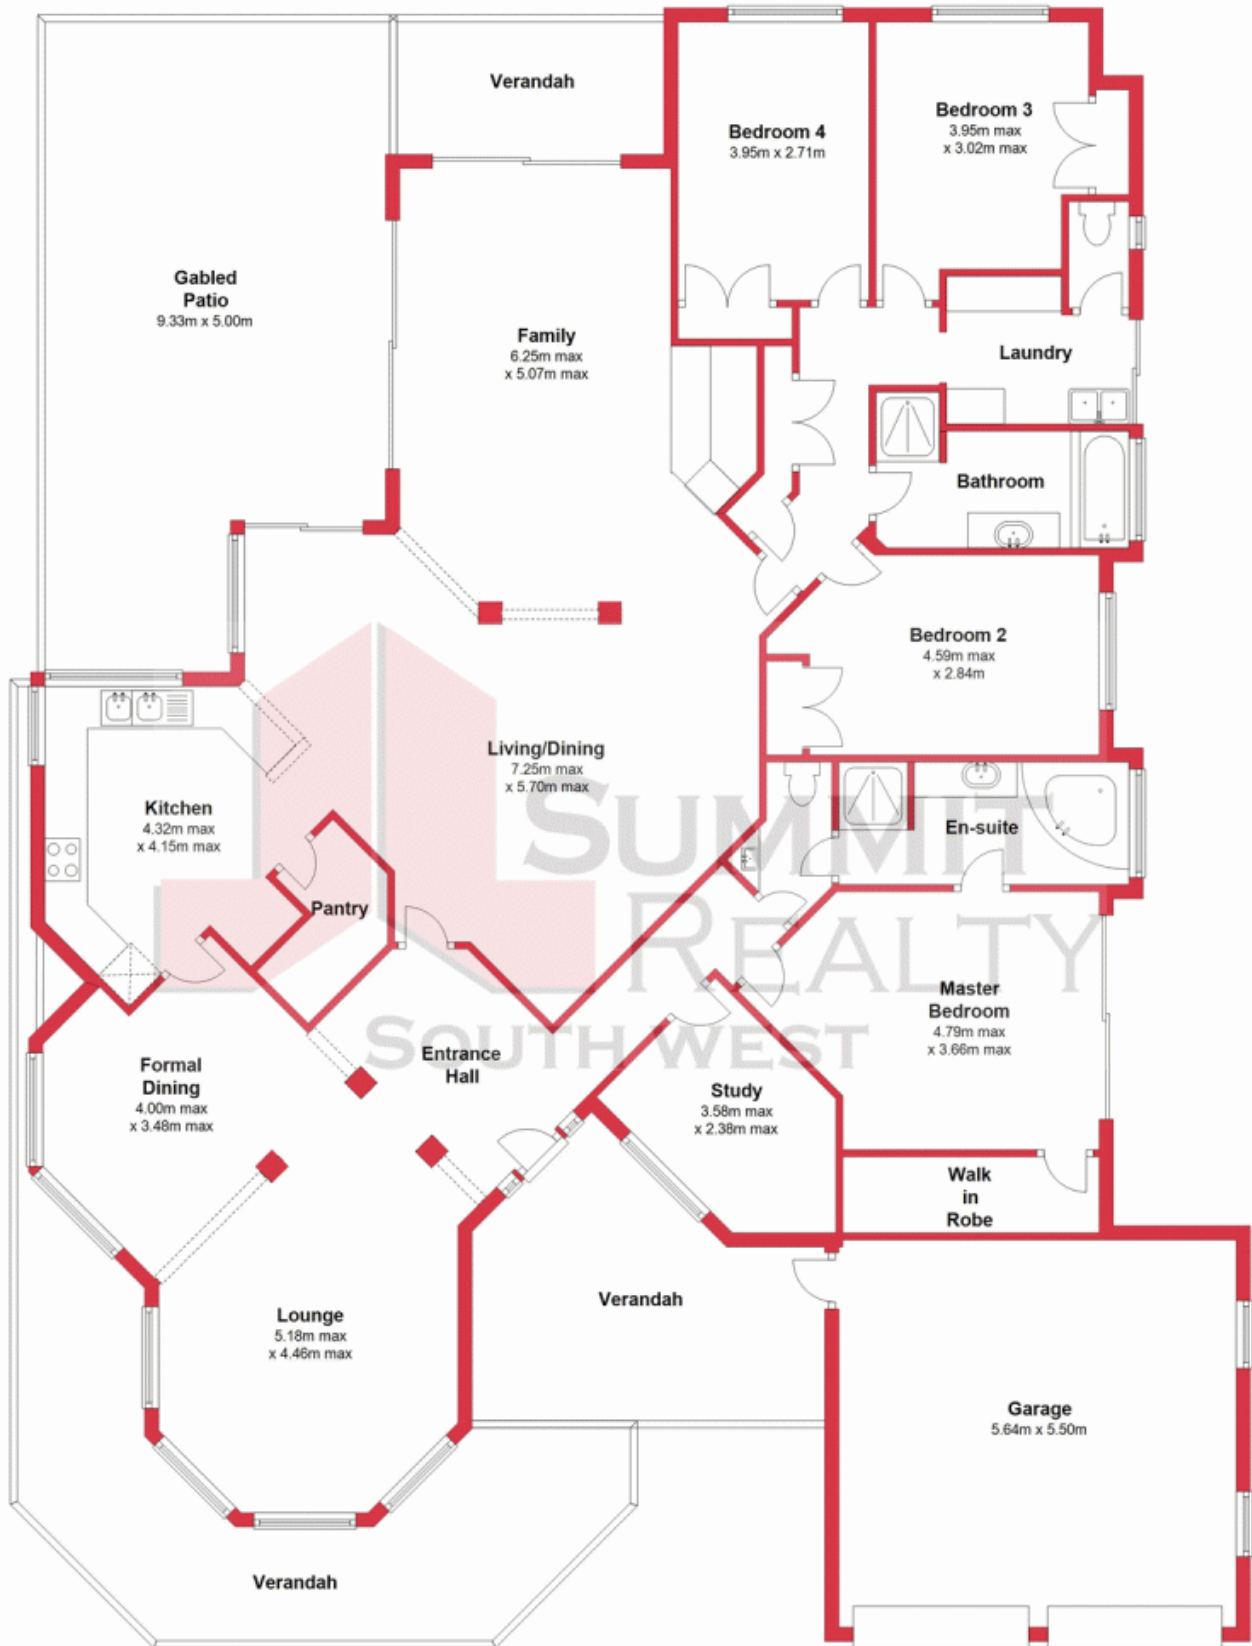 Verandah
Bedroom 4
3.95m x 2.71m
Bedroom 3
3.95m max
x 3.02m max
Gabled
Patio
9.33m x 5.00m
Family
6.25m max
x 5.07m max
Laundry
Bathroom
Bedroom 2
4.59m max
x 2.84m
Living/Dining
7.25m max
x 5.70m max
Kitchen
4.32m max
x 4.15m max
En-suite
Pantry
SUMMIT
REALTY
SOUTH WEST
Master
Bedroom
4.79m max
x 3.66m max
Entrance
Hall
Formal
Dining
4.00m max
x 3.48m max
Study
3.58m max
x 2.38m max
Walk
in
Robe
Verandah
Lounge
5.18m max
x 4.46m max
Garage
5.64m x 5.50m
Verandah